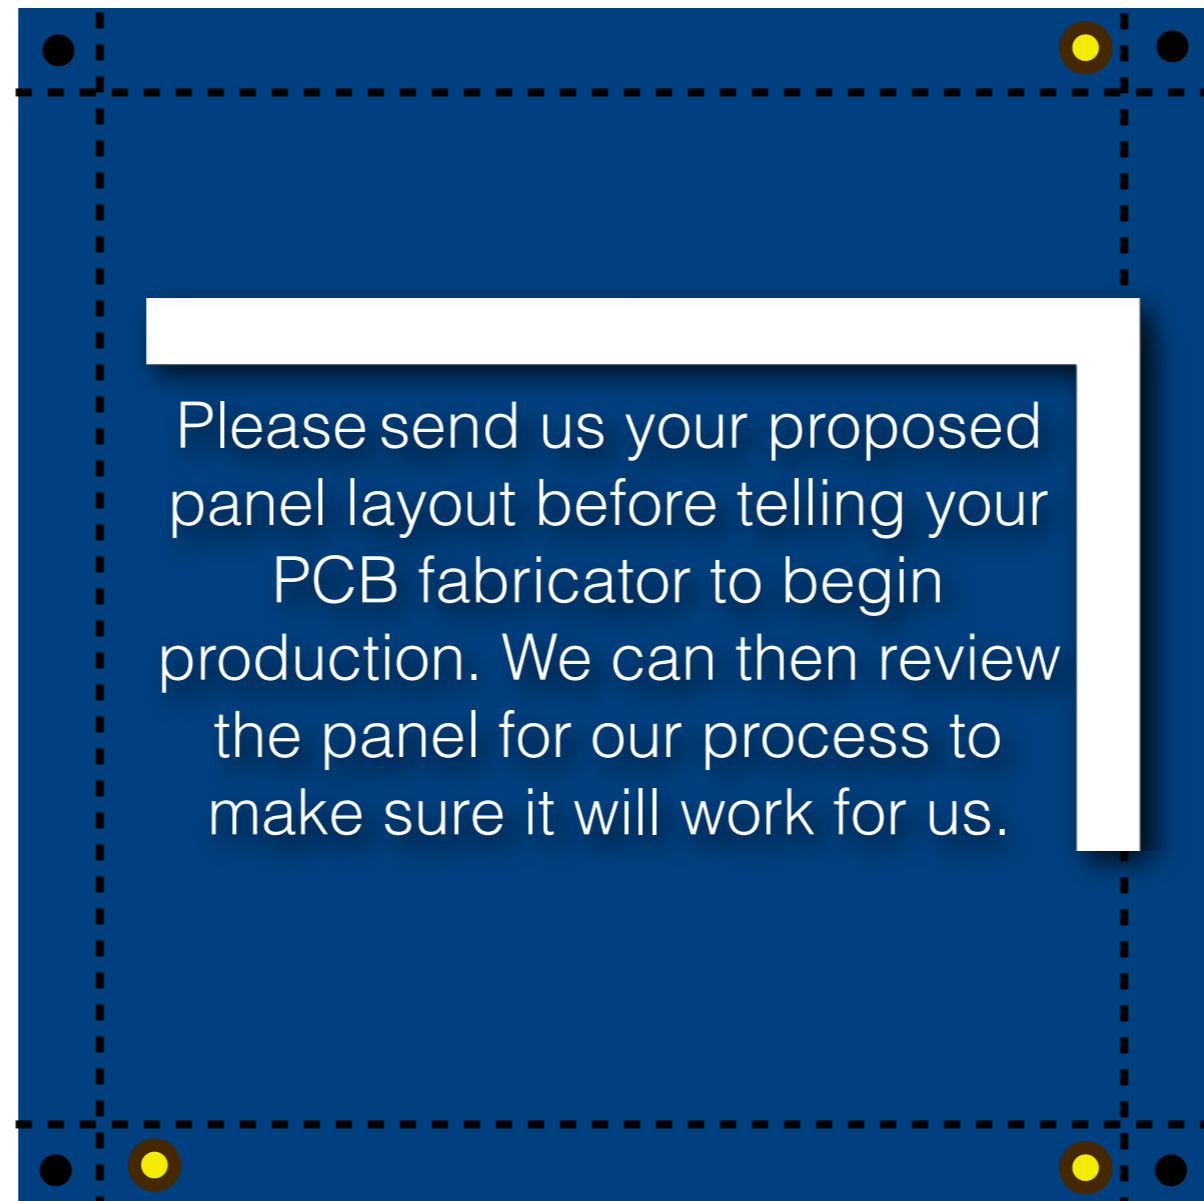 Please send us your proposed
panel layout before telling your
PCB fabricator to begin
production. We can then review
the panel for our process to
make sure it will work for us.